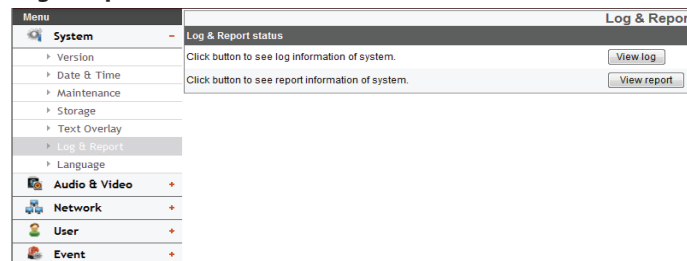 Menu
System
Version
Date & Time
Maintenance
Storage
Text Overlay
Log & Report
Language
Audio & Video
Network
User
Event
Log & Repor
Log & Report status
Click button to see log information of system.
View log
Click button to see report information of system.
View report